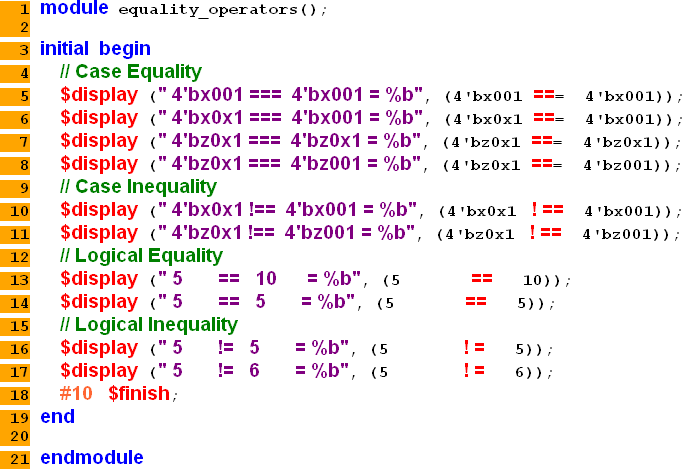 1 module equality_operators();
2
3 initial begin
4 // Case Equality
5 $display (" 4'bx001 === 4'bx001 = %b", (4'bx001 === 4'bx001));
6 $display (" 4'bx0x1 === 4'bx001 = %b", (4'bx0x1 === 4'bx001));
7 $display (" 4'bz0x1 === 4'bz0x1 = %b", (4'bz0x1 === 4'bz0x1));
8 $display (" 4'bz0x1 === 4'bz001 = %b", (4'bz0x1 === 4'bz001));
9 // Case Inequality
10 $display (" 4'bx0x1 !== 4'bx001 = %b", (4'bx0x1 ! == 4'bx001));
11 $display (" 4'bz0x1 !== 4'bz001 = %b", (4'bz0x1 ! == 4'bz001));
12 // Logical Equality
13 $display (" 5 == 10 = %b", (5 == 10));
14 $display (" 5 == 5 = %b", (5 == 5));
15 // Logical Inequality
16 $display (" 5 != 5 = %b", (5 ! = 5));
17 $display (" 5 != 6 = %b", (5 ! = 6));
18 #10 $finish;
19 end
20
21 endmodule